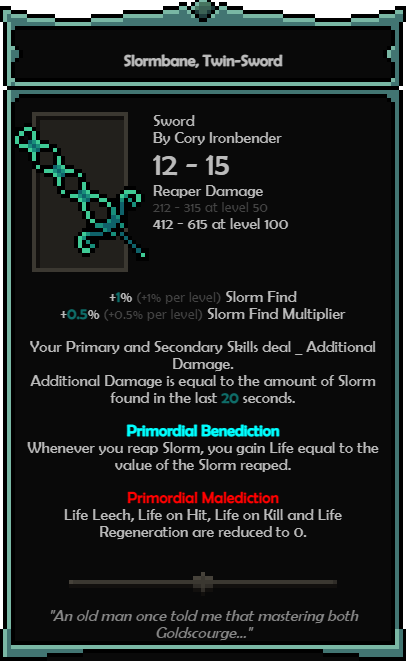 Slormbane, Twin-Sword
Sword
By Cory Ironbender
12 - 15
Reaper Damage
212 - 315 at level 50
412 - 615 at level 100
+1% (+1% per level) Slorm Find
+0.5% (+0.5% per level) Slorm Find Multiplier
Your Primary and Secondary Skills deal _ Additional
Damage.
Additional Damage is equal to the amount of Slorm
found in the last 20 seconds.
Primordial Benediction
Whenever you reap Slorm, you gain Life equal to the
value of the Slorm reaped.
Primordial Malediction
Life Leech, Life on Hit, Life on Kill and Life
Regeneration are reduced to 0.
"An old man once told me that mastering both
Goldscourge..."